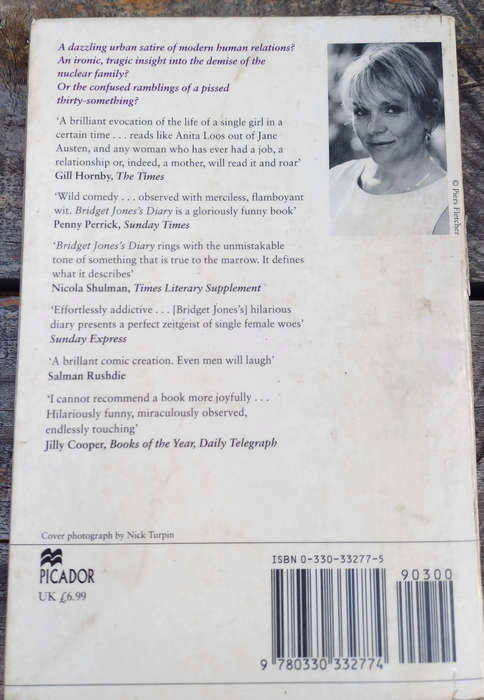 A dazzling urban satire of modern human relations?
An ironic, tragic insight into the demise of the
nuclear family?
Or the confused ramblings of a pissed
thirty-something?
‘A brilliant evocation of the life of a single girl in a
certain time . . . reads like Anita Loos out of Jane
Austen, and any woman who has ever had a job, a
relationship or, indeed, a mother, will read it and roar’
Gill Hornby, The Times
‘Wild comedy . . . observed with merciless, flamboyant
wit. Bridget Jones’s Diary is a gloriously funny book’
Penny Perrick, Sunday Times
‘Bridget Jones’s Diary rings with the unmistakable
tone of something that is true to the marrow. It defines
what it describes’
Nicola Shulman, Times Literary Supplement
‘Effortlessly addictive . . . [Bridget Jones’s] hilarious
diary presents a perfect zeitgeist of single female woes’
Sunday Express
‘A brillant comic creation. Even men will laugh’
Salman Rushdie
‘I cannot recommend a book more joyfully . . .
Hilariously funny, miraculously observed,
endlessly touching’
Jilly Cooper, Books of the Year, Daily Telegraph
© Piers Fletcher
Cover photograph by Nick Turpin
PICADOR
UK £6.99
ISBN 0-330-33277-5
90300
9 780330 332774